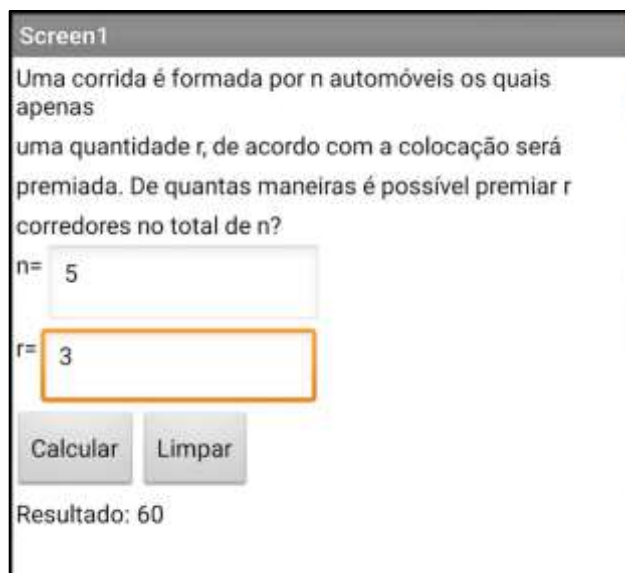 Screen1
Uma corrida é formada por n automóveis os quais
apenas
uma quantidade r, de acordo com a colocação será
premiada. De quantas maneiras é possível premiar r
corredores no total de n?
n= 5
r= 3
Calcular Limpar
Resultado: 60